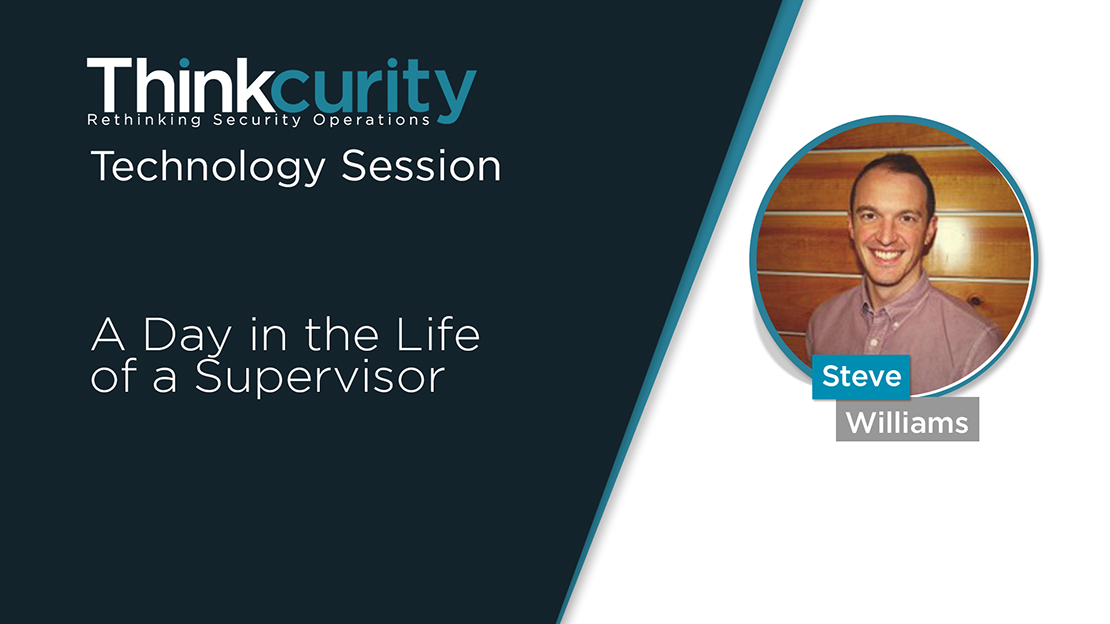 Thinkcurity
Rethinking Security Operations
Technology Session
A Day in the Life
of a Supervisor
Steve
Williams